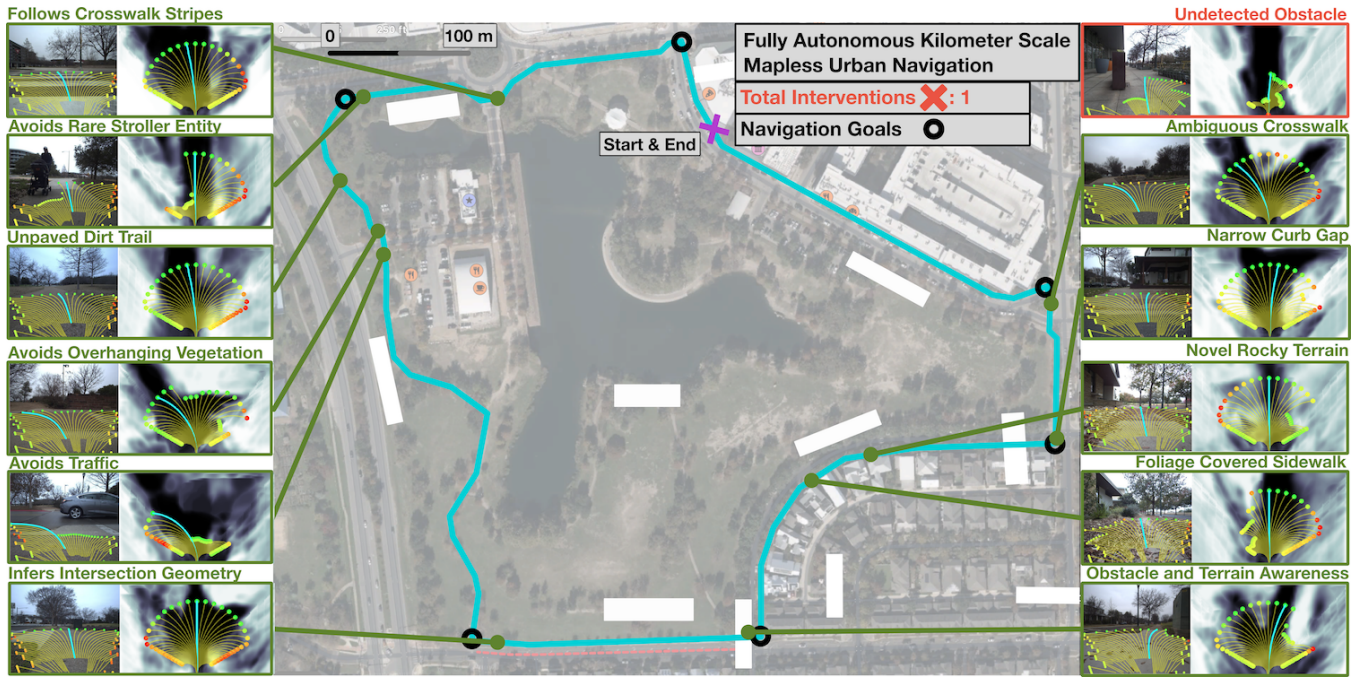 Follows Crosswalk Stripes
Avoids Rare Stroller Entity
Unpaved Dirt Trail
Avoids Overhanging Vegetation
Avoids Traffic
Infers Intersection Geometry
0
250 ft
100 m
Start & End
Fully Autonomous Kilometer Scale
Mapless Urban Navigation
Total Interventions : 1
Navigation Goals
Undetected Obstacle
Ambiguous Crosswalk
Narrow Curb Gap
Novel Rocky Terrain
Foliage Covered Sidewalk
Obstacle and Terrain Awareness